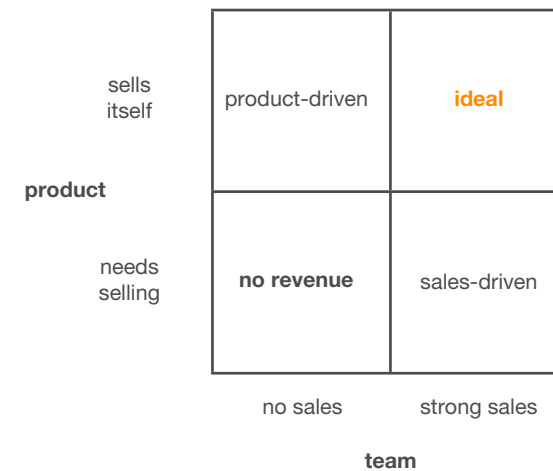 sells
itself
product-driven
ideal
product
needs
selling
no revenue
sales-driven
no sales
strong sales
team